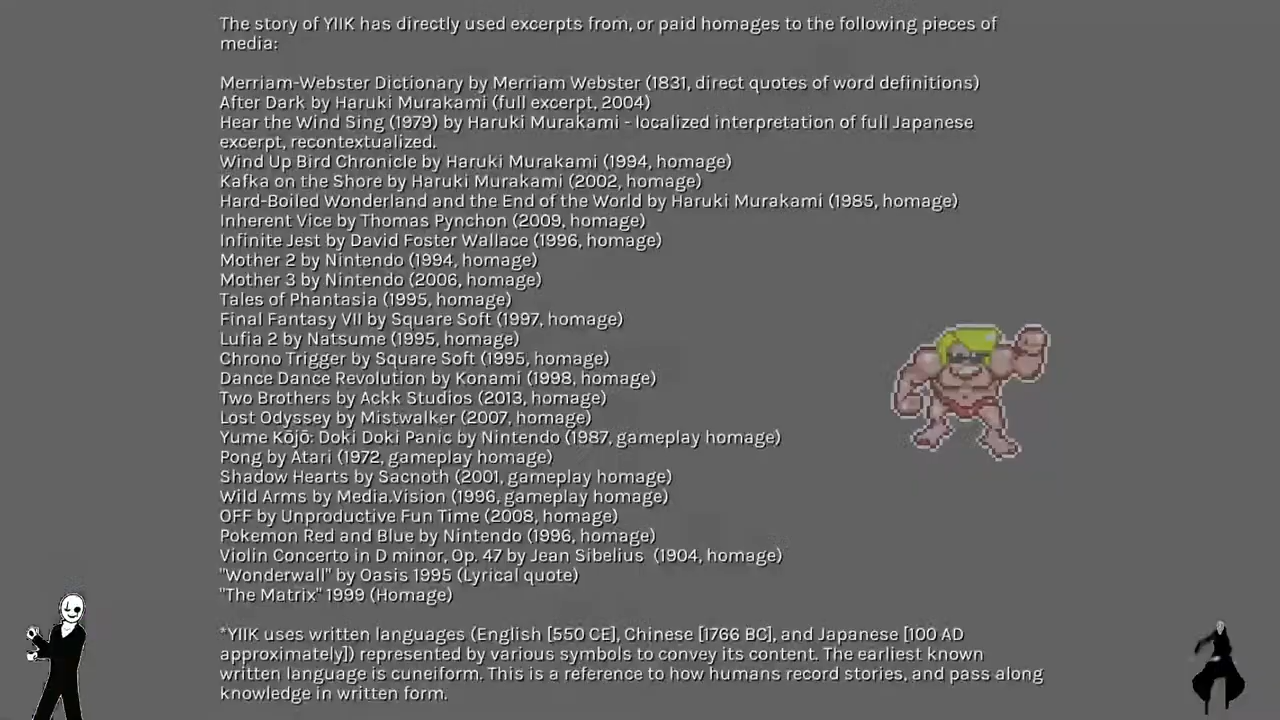 The story of YIIK has directly used excerpts from, or paid homages to the following pieces of
media:
Merriam-Webster Dictionary by Merriam Webster (1831, direct quotes of word definitions)
After Dark by Haruki Murakami (full excerpt, 2004)
Hear the Wind Sing (1979) by Haruki Murakami - localized interpretation of full Japanese
excerpt, recontextualized.
Wind Up Bird Chronicle by Haruki Murakami (1994, homage)
Kafka on the Shore by Haruki Murakami (2002, homage)
Hard-Boiled Wonderland and the End of the World by Haruki Murakami (1985, homage)
Inherent Vice by Thomas Pynchon (2009, homage)
Infinite Jest by David Foster Wallace (1996, homage)
Mother 2 by Nintendo (1994, homage)
Mother 3 by Nintendo (2006, homage)
Tales of Phantasia (1995, homage)
Final Fantasy VII by Square Soft (1997, homage)
Lufia 2 by Natsume (1995, homage)
Chrono Trigger by Square Soft (1995, homage)
Dance Dance Revolution by Konami (1998, homage)
Two Brothers by Ackk Studios (2013, homage)
Lost Odyssey by Mistwalker (2007, homage)
Yume Kōjō: Doki Doki Panic by Nintendo (1987, gameplay homage)
Pong by Atari (1972, gameplay homage)
Shadow Hearts by Sacnoth (2001, gameplay homage)
Wild Arms by Media.Vision (1996, gameplay homage)
OFF by Unproductive Fun Time (2008, homage)
Pokemon Red and Blue by Nintendo (1996, homage)
Violin Concerto in D minor, Op. 47 by Jean Sibelius (1904, homage)
"Wonderwall" by Oasis 1995 (Lyrical quote)
"The Matrix" 1999 (Homage)
*YIIK uses written languages (English [550 CE], Chinese [1766 BC], and Japanese [100 AD
approximately]) represented by various symbols to convey its content. The earliest known
written language is cuneiform. This is a reference to how humans record stories, and pass along
knowledge in written form.